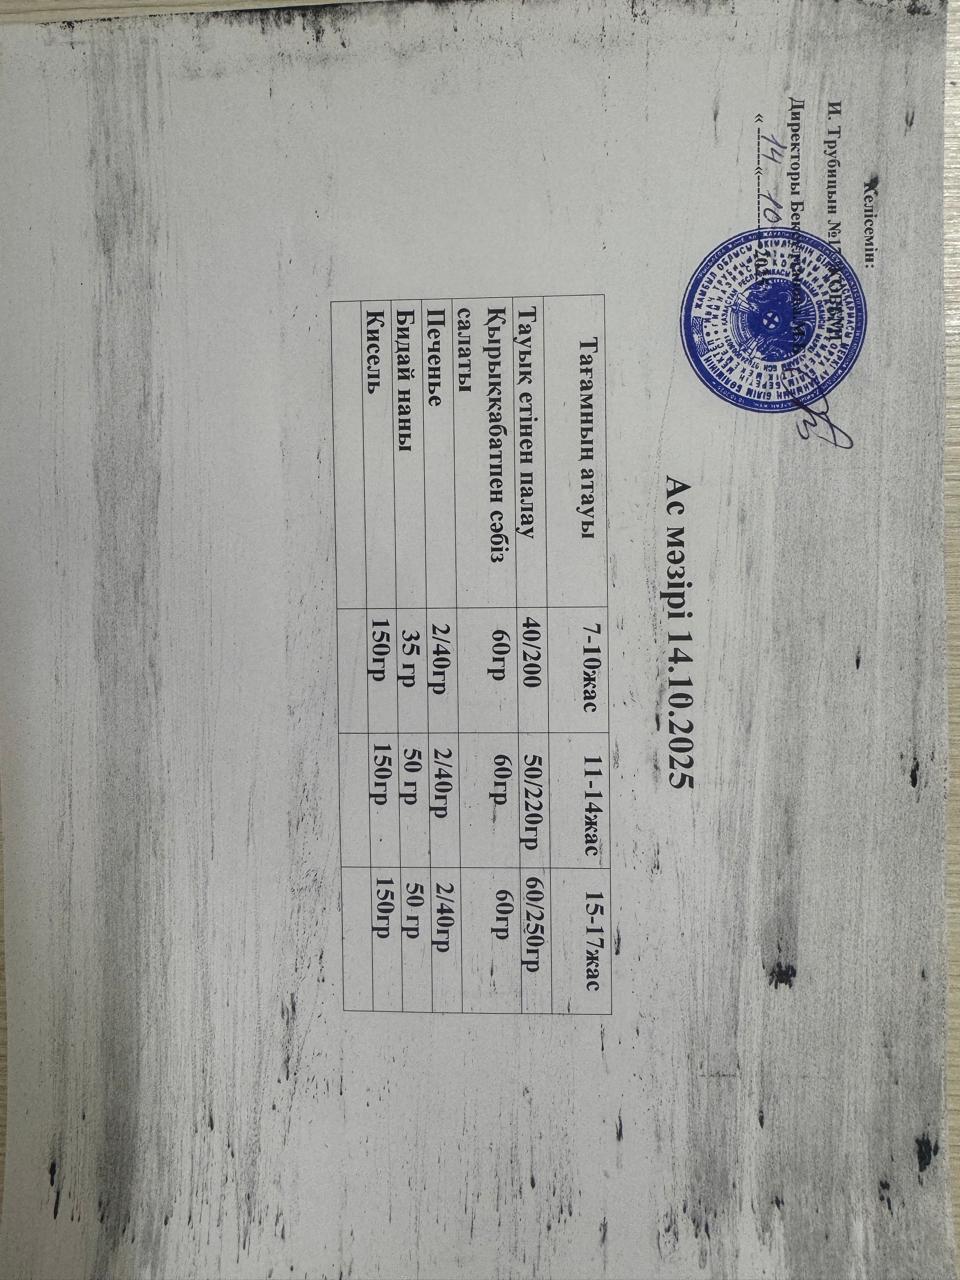 Келісемін:
И. Трубицын №17
Директоры
« 14 « 10
Ас мәзірі 14.10.2025
Тағамның атауы 7-10жас 11-14жас 15-17жас
Тауық етінен палау 40/200 50/220гр 60/250гр
Қырыққабатпен сәбіз 60гр 60гр 60гр
салаты
Печенье 2/40гр 2/40гр 2/40гр
Бидай наны 35 гр 50 гр 50 гр
Кисель 150гр 150гр 150гр